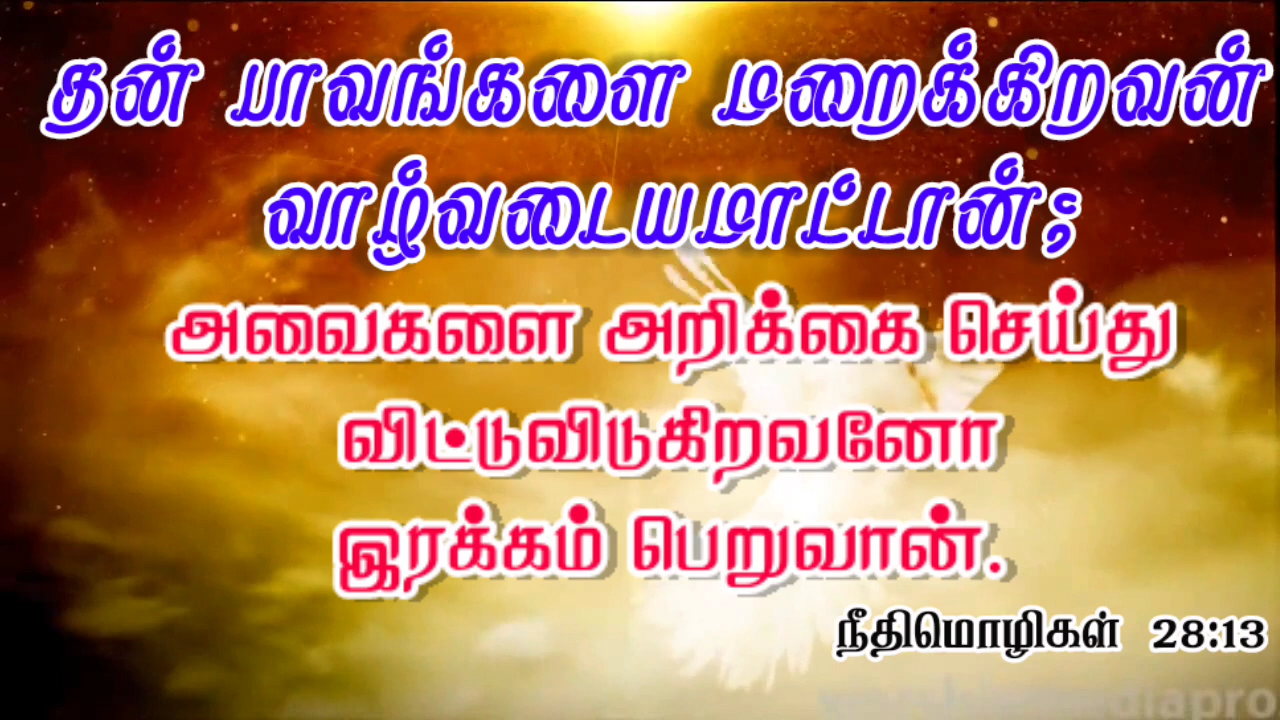 தன் பாவங்களை மறைக்கிறவன்
வாழ்வடையமாட்டான்;
அவைகளை அறிக்கை செய்து
விட்டுவிடுகிறவனோ
இரக்கம் பெறுவான்.
நீதிமொழிகள் 28:13